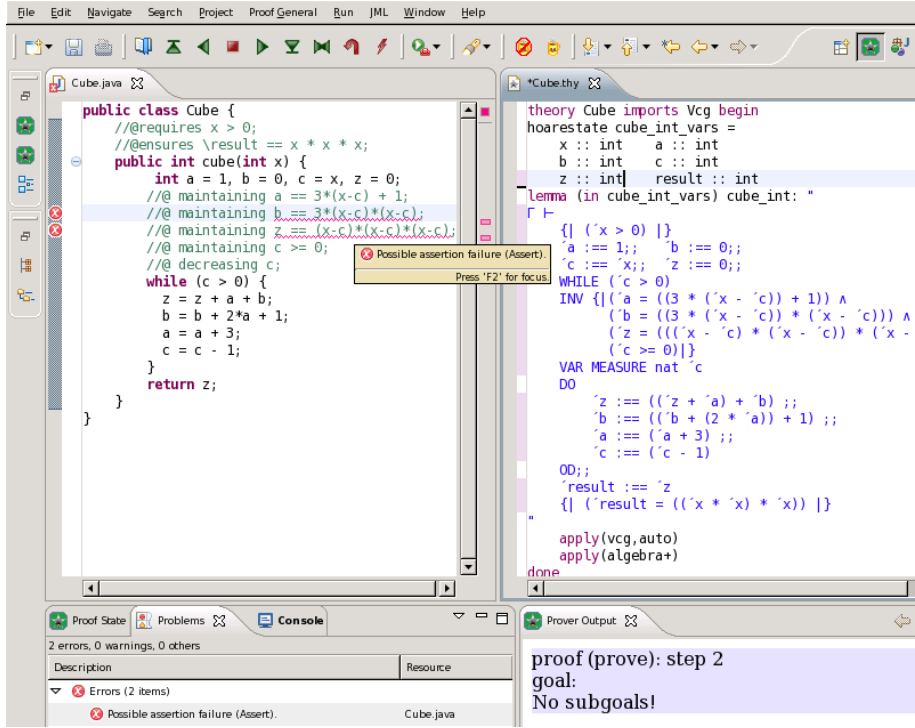 File Edit Navigate Search Project Proof General Run JML Window Help
Cube.java
public class Cube {
//@requires x > 0;
//@ensures \result == x * x * x;
public int cube(int x) {
int a = 1, b = 0, c = x, z = 0;
//@ maintaining a == 3*(x-c) + 1;
//@ maintaining b == 3*(x-c)*(x-c);
//@ maintaining z == (x-c)*(x-c)*(x-c);
//@ maintaining c >= 0;
//@ decreasing c;
while (c > 0) {
z = z + a + b;
b = b + 2*a + 1;
a = a + 3;
c = c - 1;
}
return z;
}
}
Possible assertion failure (Assert).
Press 'F2' for focus.
*Cube.thy
theory Cube imports Vcg begin
hoarestate cube_int_vars =
x :: int a :: int
b :: int c :: int
z :: int result :: int
lemma (in cube_int_vars) cube_int: "
Γ ⊢
{| (´x > 0) |}
´a :== 1;; ´b :== 0;;
´c :== ´x;; ´z :== 0;;
WHILE (´c > 0)
INV {|(´a = ((3 * (´x - ´c)) + 1)) ∧
(´b = ((3 * (´x - ´c)) * (´x - ´c))) ∧
(´z = (((´x - ´c) * (´x - ´c)) * (´x -
(´c >= 0)|}
VAR MEASURE nat ´c
DO
´z :== ((´z + ´a) + ´b) ;;
´b :== ((´b + (2 * ´a)) + 1) ;;
´a :== (´a + 3) ;;
´c :== (´c - 1)
OD;;
´result :== ´z
{| (´result = ((´x * ´x) * ´x)) |}
"
apply(vcg,auto)
apply(algebra+)
done
Proof State Problems Console
2 errors, 0 warnings, 0 others
Description Resource
Errors (2 items)
Possible assertion failure (Assert). Cube.java
Prover Output
proof (prove): step 2
goal:
No subgoals!